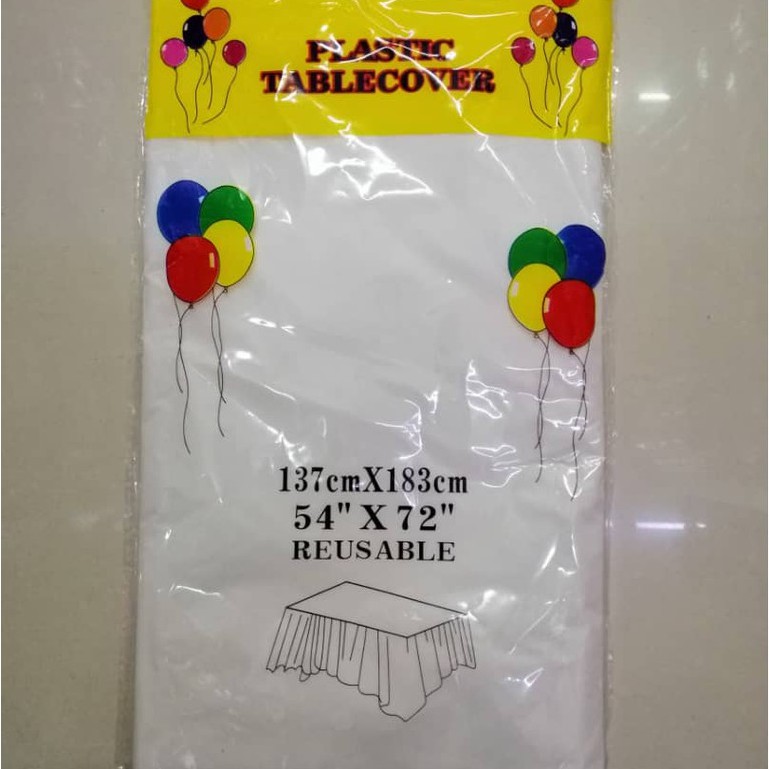 PLASTIC
TABLECOVER
137cmX183cm
54" X 72"
REUSABLE